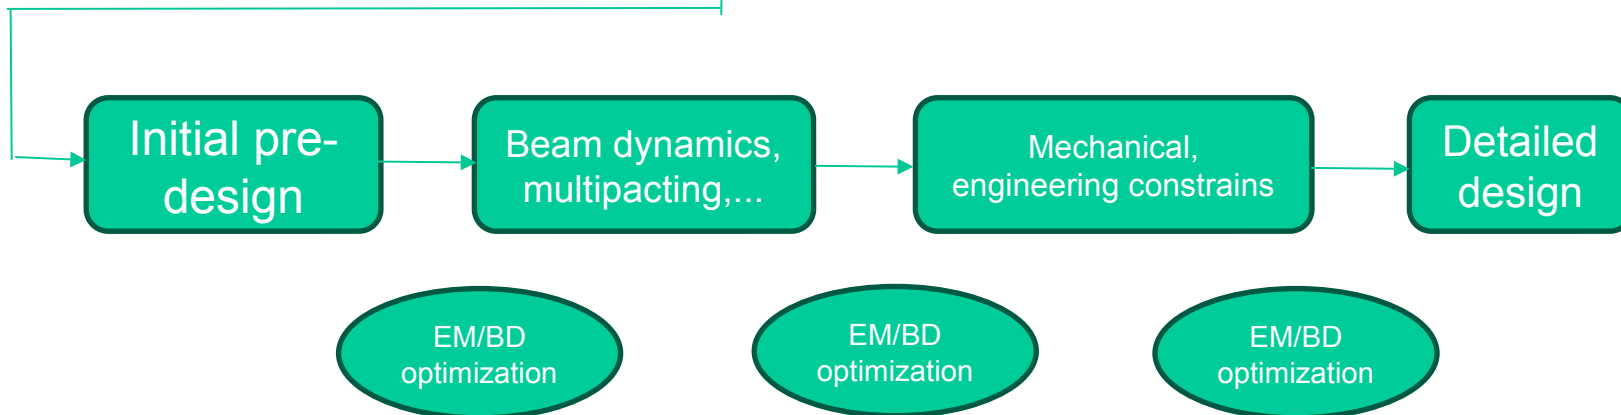 Initial pre-
design
Beam dynamics,
multipacting,...
Mechanical,
engineering constrains
Detailed
design
EM/BD
optimization
EM/BD
optimization
EM/BD
optimization